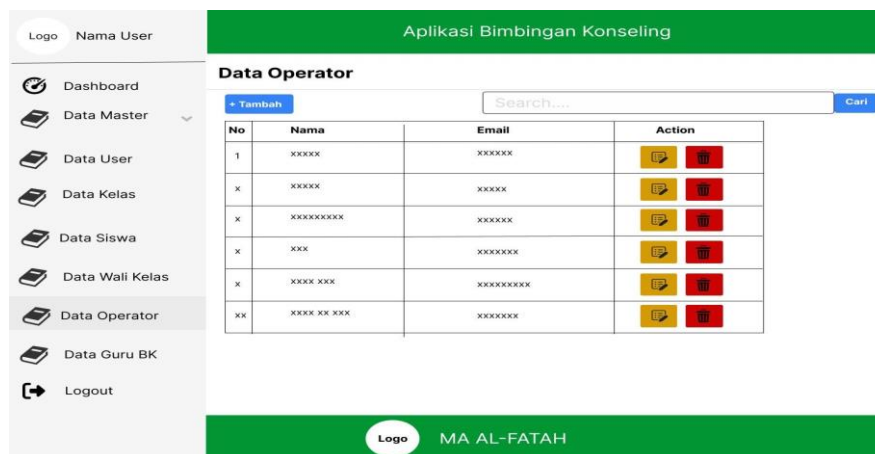 Logo Nama User
Aplikasi Bimbingan Konseling
Dashboard
Data Master
Data User
Data Kelas
Data Siswa
Data Wali Kelas
Data Operator
Data Guru BK
Logout
Data Operator
+ Tambah Search.... Cari
No Nama Email Action
1 xxxxx xxxxxx
x xxxxx xxxxx
x xxxxxxxxx xxxxxx
x xxx xxxxxxx
x xxxx xxx xxxxxxxxx
xx xxxx xx xxx xxxxxxx
Logo MA AL-FATAH